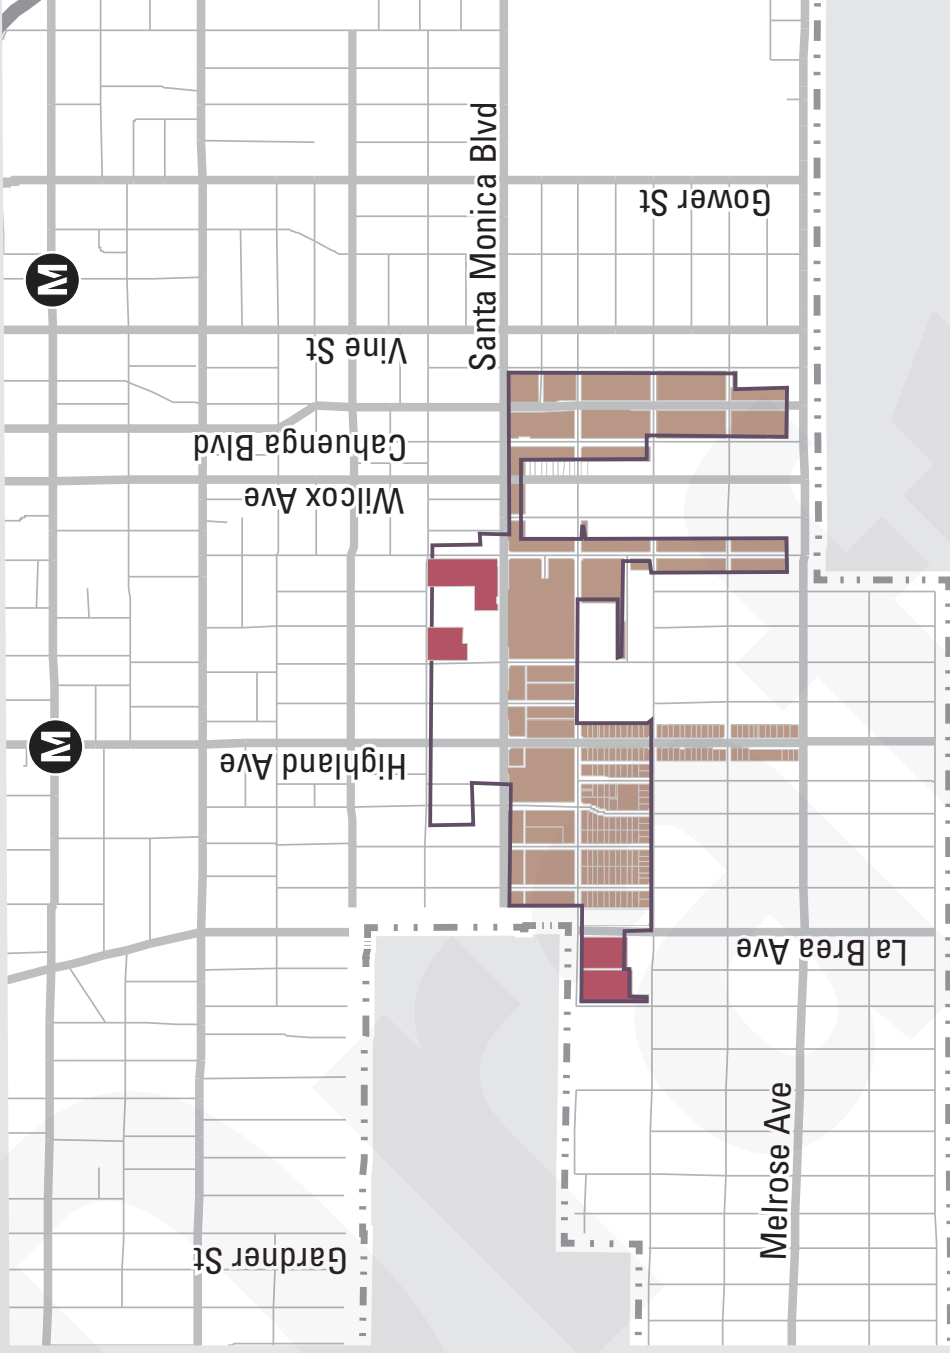 Santa Monica Blvd
Gower St
M
Vine St
Cahuenga Blvd
Wilcox Ave
M
Highland Ave
La Brea Ave
Melrose Ave
Gardner St
Draft